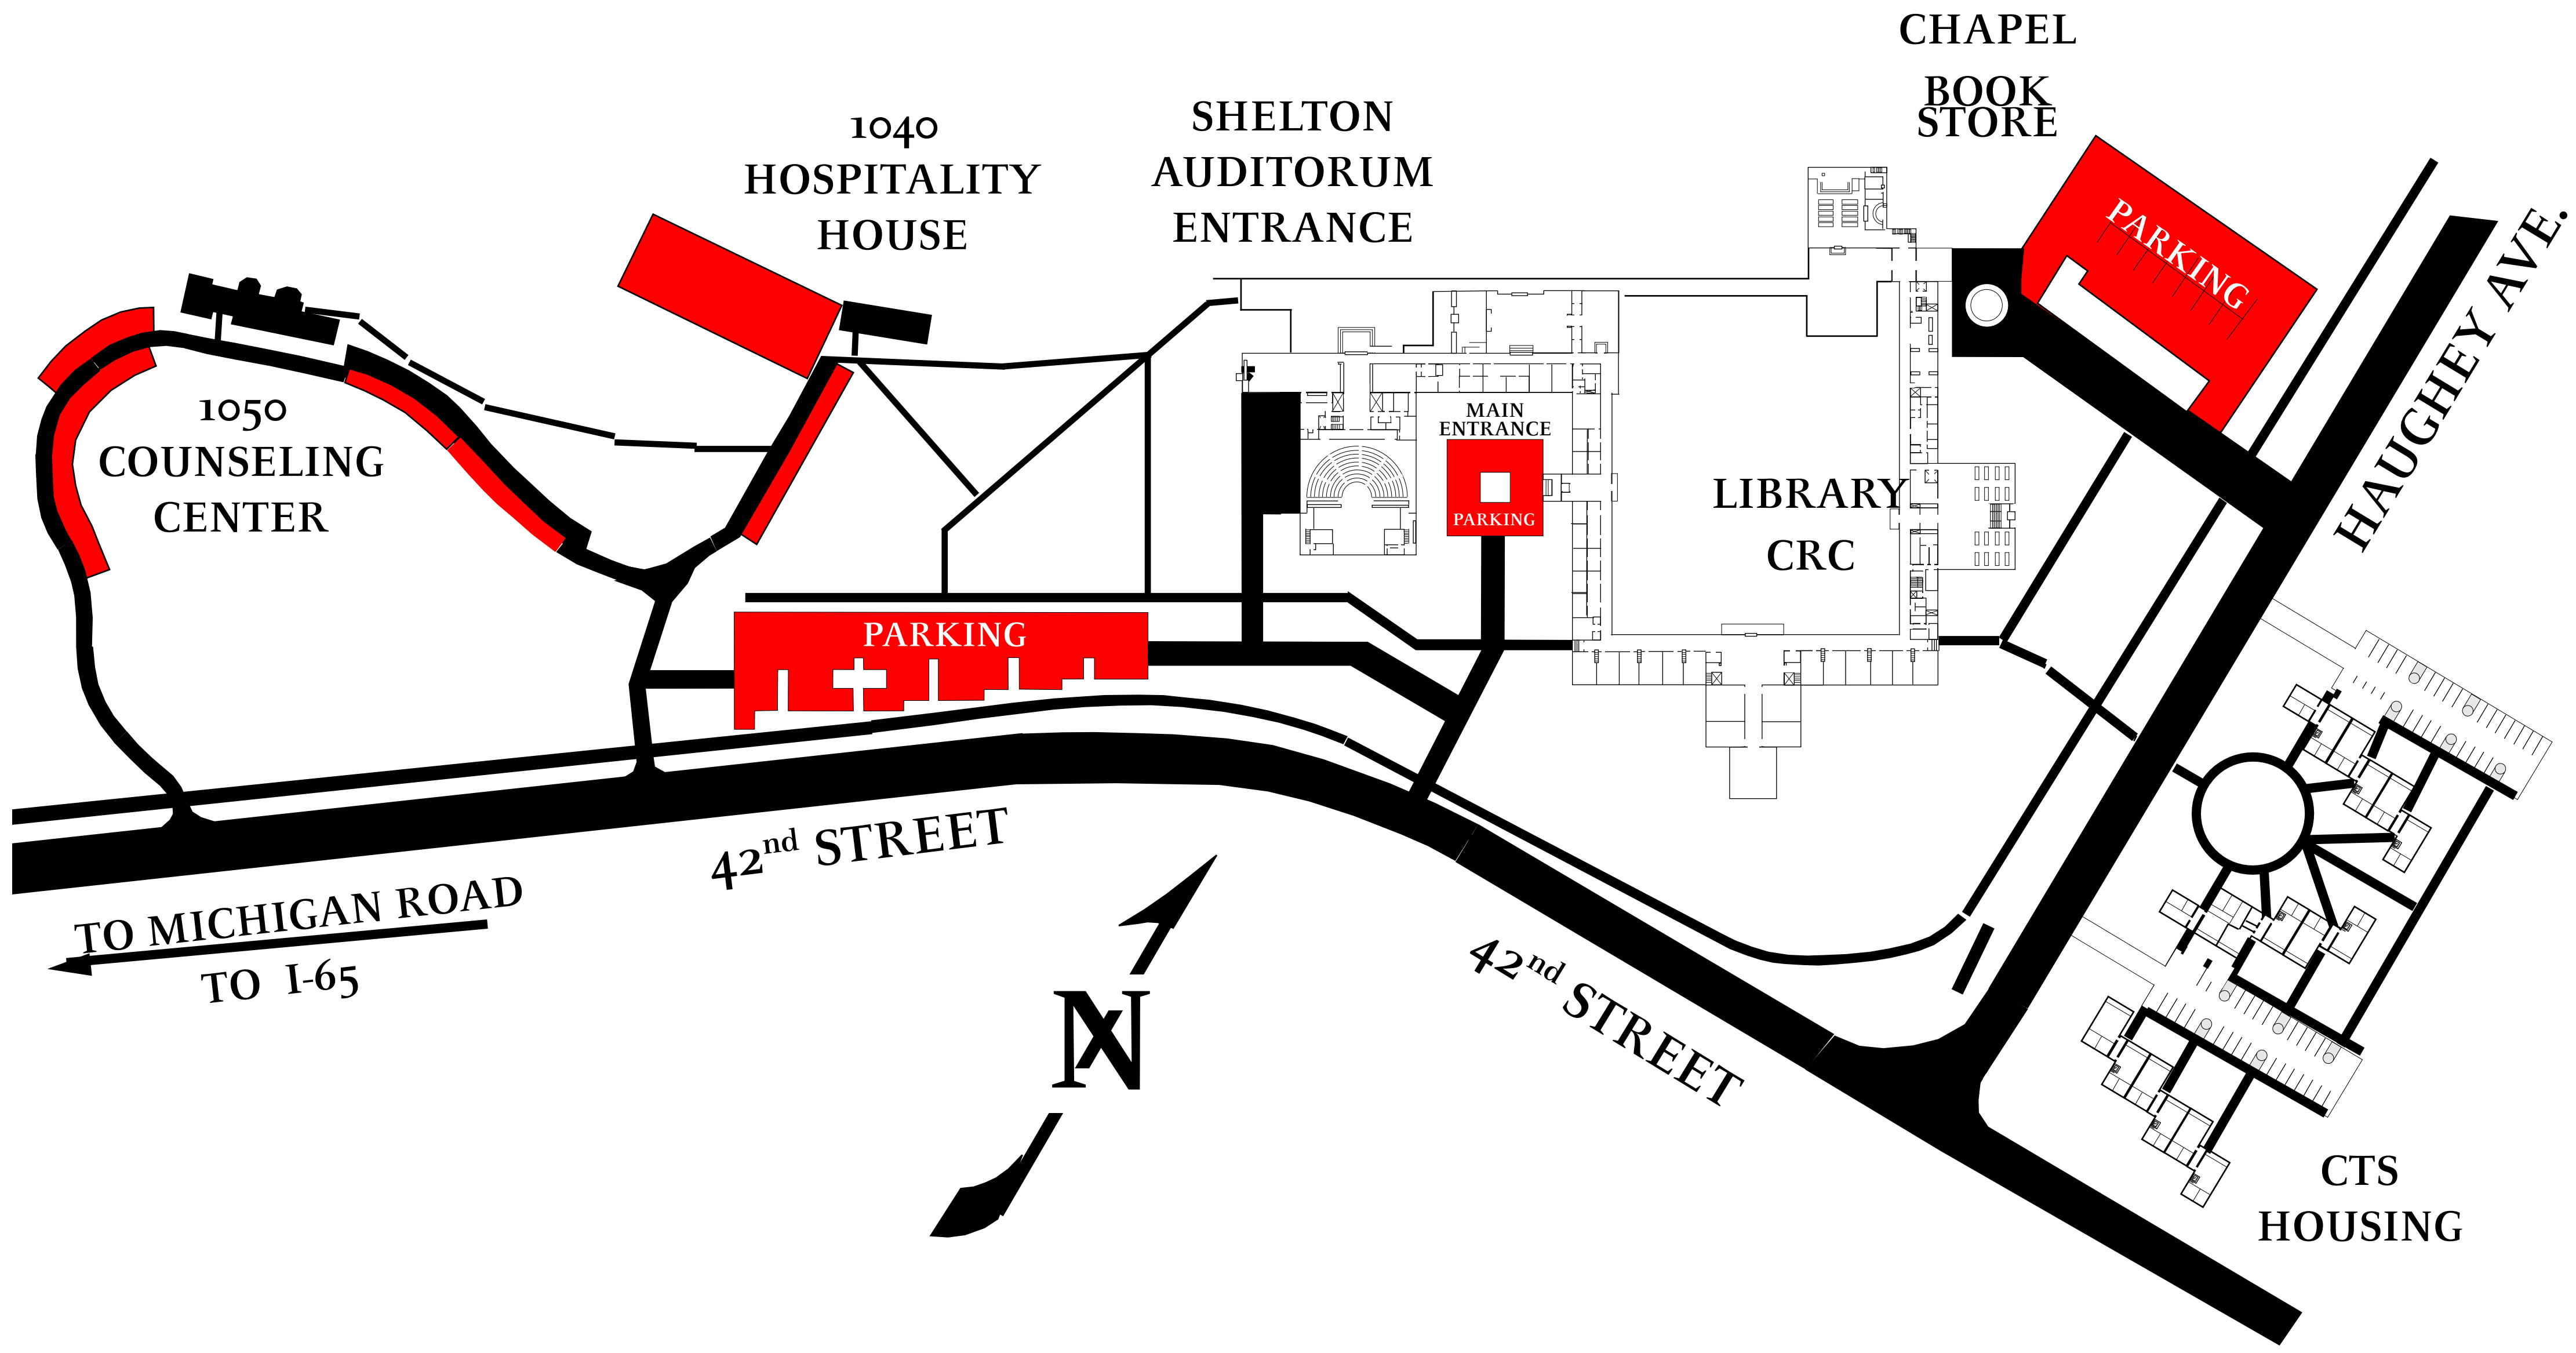 CHAPEL
BOOK
STORE
1040
HOSPITALITY
HOUSE
SHELTON
AUDITORUM
ENTRANCE
PARKING
HAUGHEY AVE.
1050
COUNSELING
CENTER
MAIN
ENTRANCE
PARKING
LIBRARY
CRC
PARKING
42nd STREET
TO MICHIGAN ROAD
TO I-65
N
42nd STREET
CTS
HOUSING